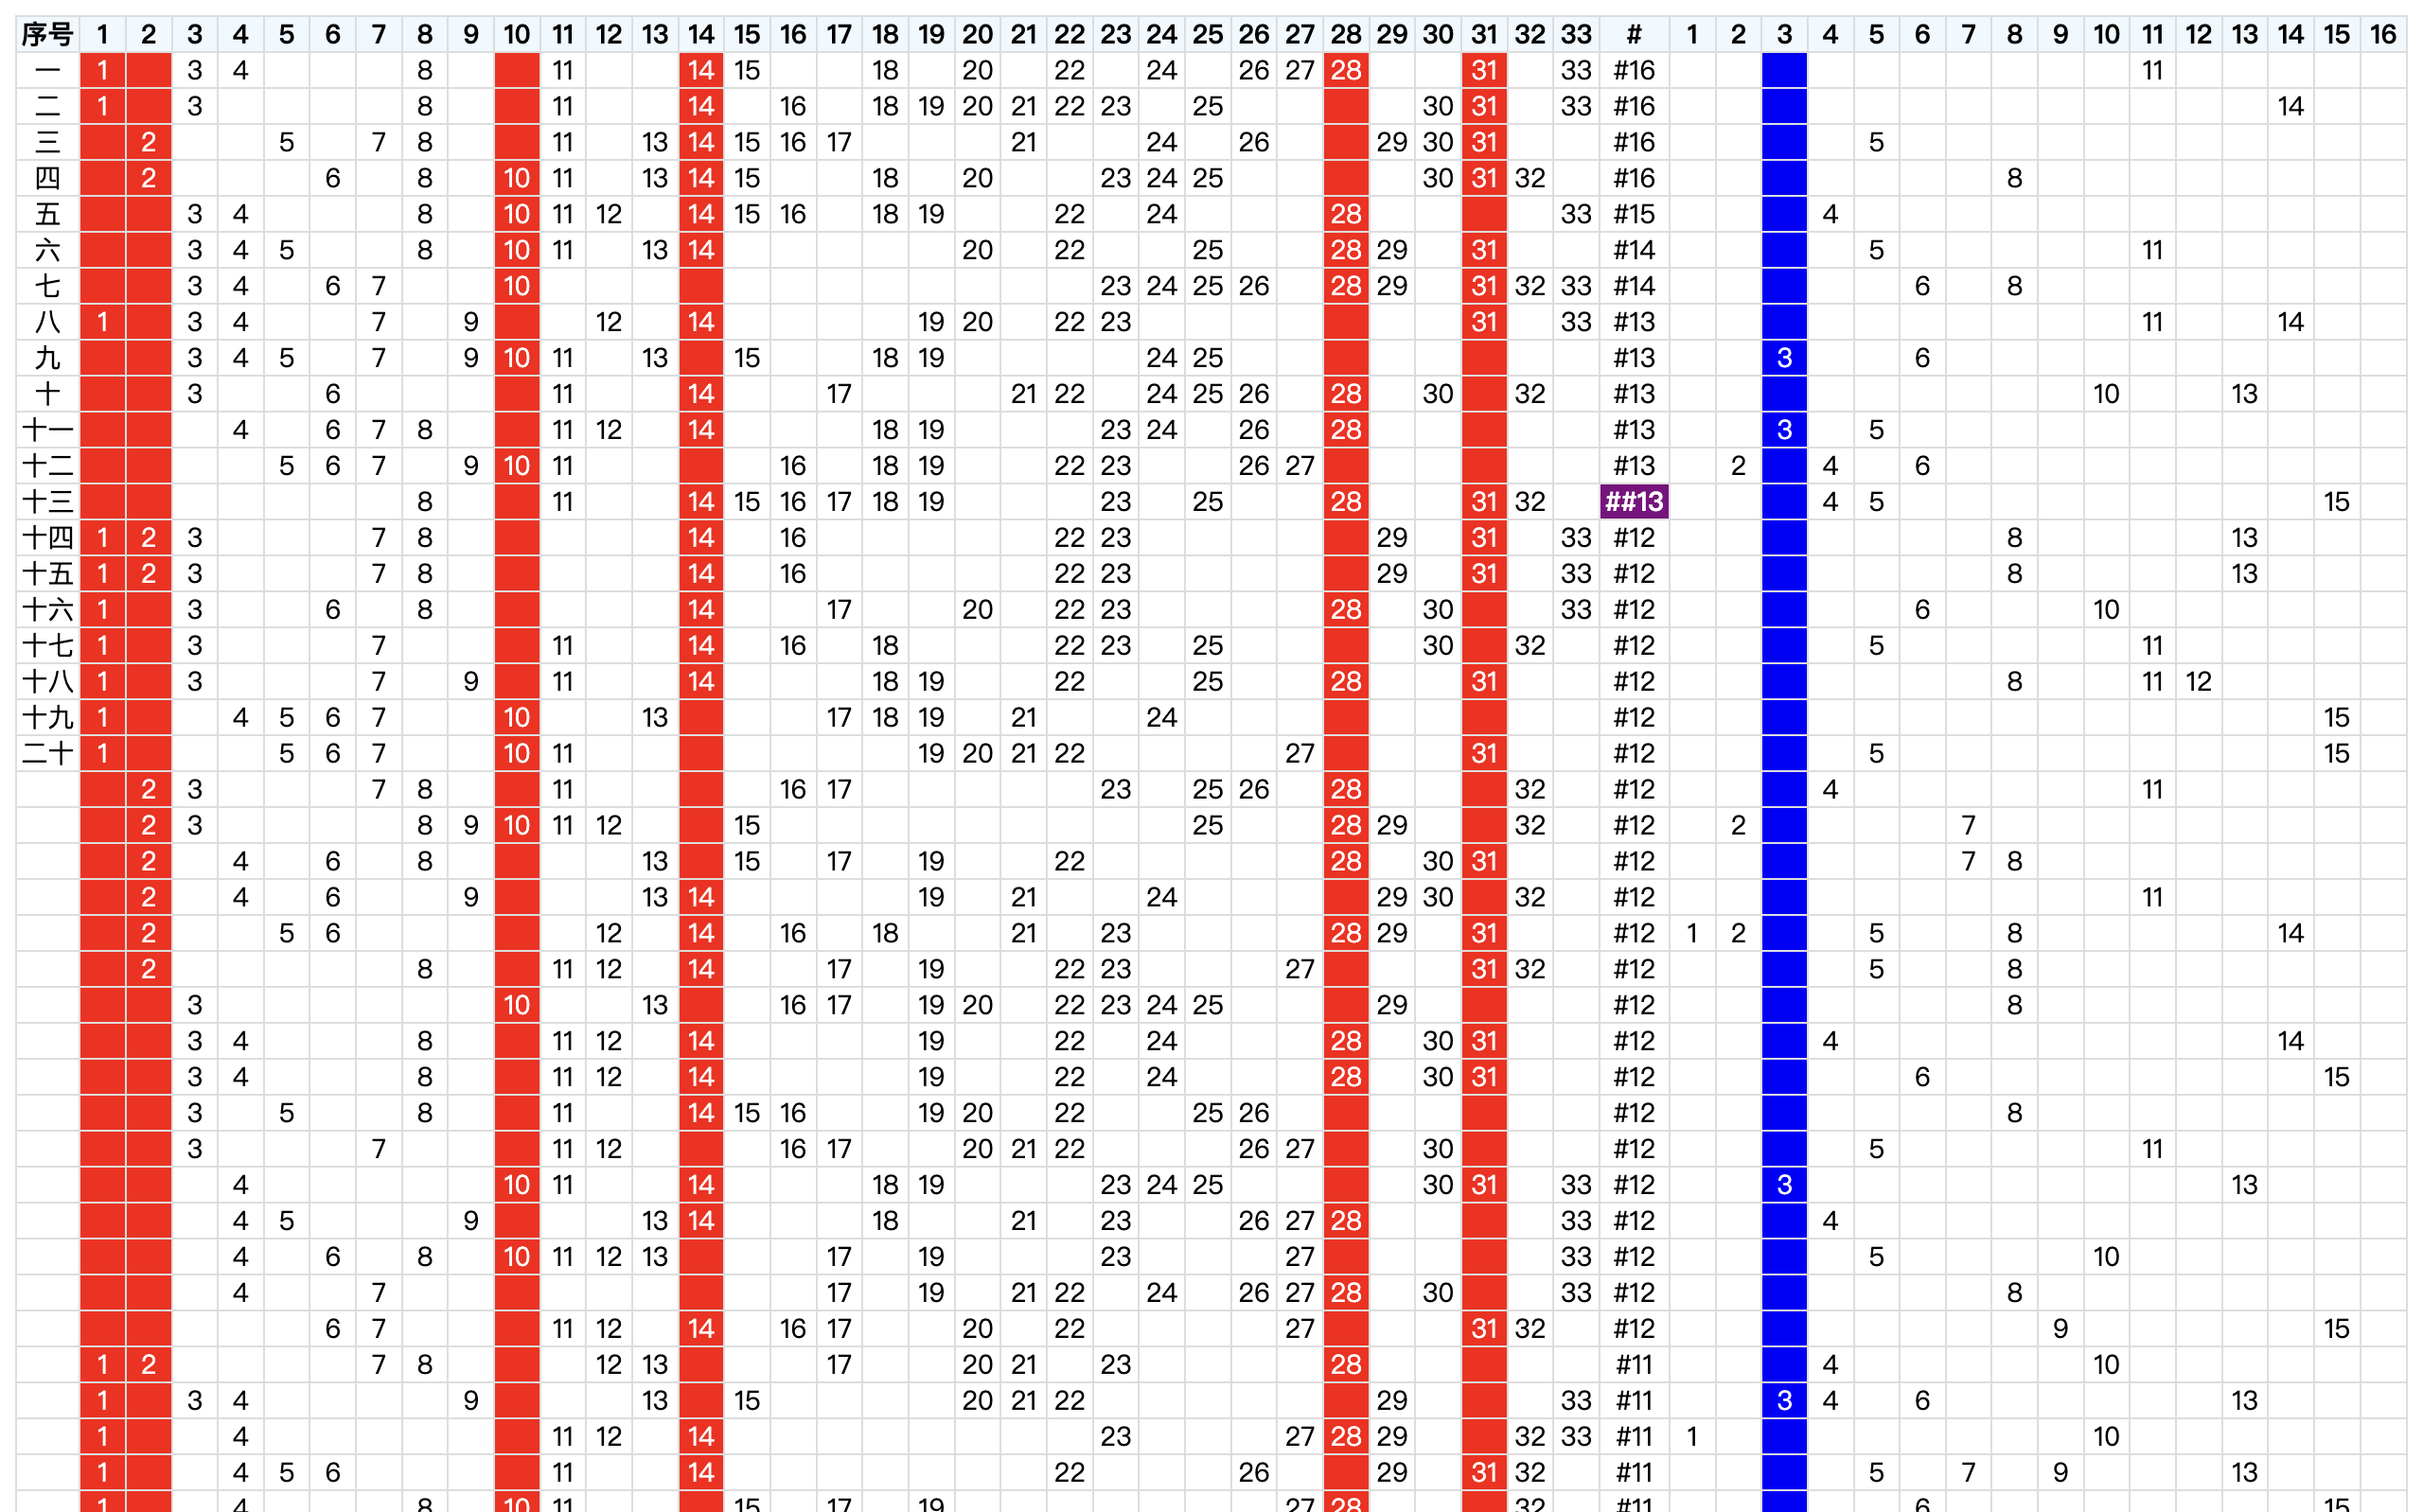 序号 1 2 3 4 5 6 7 8 9 10 11 12 13 14 15 16 17 18 19 20 21 22 23 24 25 26 27 28 29 30 31 32 33 # 1 2 3 4 5 6 7 8 9 10 11 12 13 14 15 16
一 1 3 4 8 11 14 15 18 20 22 24 26 27 28 31 33 #16 11
二 1 3 8 11 14 16 18 19 20 21 22 23 25 30 31 33 #16 14
三 2 5 7 8 11 13 14 15 16 17 21 24 26 29 30 31 #16 5
四 2 6 8 10 11 13 14 15 18 20 23 24 25 30 31 32 #16 8
五 3 4 8 10 11 12 14 15 16 18 19 22 24 28 33 #15 4
六 3 4 5 8 10 11 13 14 20 22 25 28 29 31 #14 5 11
七 3 4 6 7 10 23 24 25 26 28 29 31 32 33 #14 6 8
八 1 3 4 7 9 12 14 19 20 22 23 31 33 #13 11 14
九 3 4 5 7 9 10 11 13 15 18 19 24 25 #13 3 6
十 3 6 11 14 17 21 22 24 25 26 28 30 32 #13 10 13
十一 4 6 7 8 11 12 14 18 19 23 24 26 28 #13 3 5
十二 5 6 7 9 10 11 16 18 19 22 23 26 27 #13 2 4 6
十三 8 11 14 15 16 17 18 19 23 25 28 31 32 ##13 4 5 15
十四 1 2 3 7 8 14 16 22 23 29 31 33 #12 8 13
十五 1 2 3 7 8 14 16 22 23 29 31 33 #12 8 13
十六 1 3 6 8 14 17 20 22 23 28 30 33 #12 6 10
十七 1 3 7 11 14 16 18 22 23 25 30 32 #12 5 11
十八 1 3 7 9 11 14 18 19 22 25 28 31 #12 8 11 12
十九 1 4 5 6 7 10 13 17 18 19 21 24 #12 15
二十 1 5 6 7 10 11 19 20 21 22 27 31 #12 5 15
2 3 7 8 11 16 17 23 25 26 28 32 #12 4 11
2 3 8 9 10 11 12 15 25 28 29 32 #12 2 7
2 4 6 8 13 15 17 19 22 28 30 31 #12 7 8
2 4 6 9 13 14 19 21 24 29 30 32 #12 11
2 5 6 12 14 16 18 21 23 28 29 31 #12 1 2 5 8 14
2 8 11 12 14 17 19 22 23 27 31 32 #12 5 8
3 10 13 16 17 19 20 22 23 24 25 29 #12 8
3 4 8 11 12 14 19 22 24 28 30 31 #12 4 14
3 4 8 11 12 14 19 22 24 28 30 31 #12 6 15
3 5 8 11 14 15 16 19 20 22 25 26 #12 8
3 7 11 12 16 17 20 21 22 26 27 30 #12 5 11
4 10 11 14 18 19 23 24 25 30 31 33 #12 3 13
4 5 9 13 14 18 21 23 26 27 28 33 #12 4
4 6 8 10 11 12 13 17 19 23 27 33 #12 5 10
4 7 17 19 21 22 24 26 27 28 30 33 #12 8
6 7 11 12 14 16 17 20 22 27 31 32 #12 9 15
1 2 7 8 12 13 17 20 21 23 28 #11 4 10
1 3 4 9 13 15 20 21 22 29 33 #11 3 4 6 13
1 4 11 12 14 23 27 28 29 32 33 #11 1 10
1 4 5 6 11 14 22 26 29 31 32 #11 5 7 9 13
1 4 8 10 11 15 17 19 27 28 32 #11 6 15